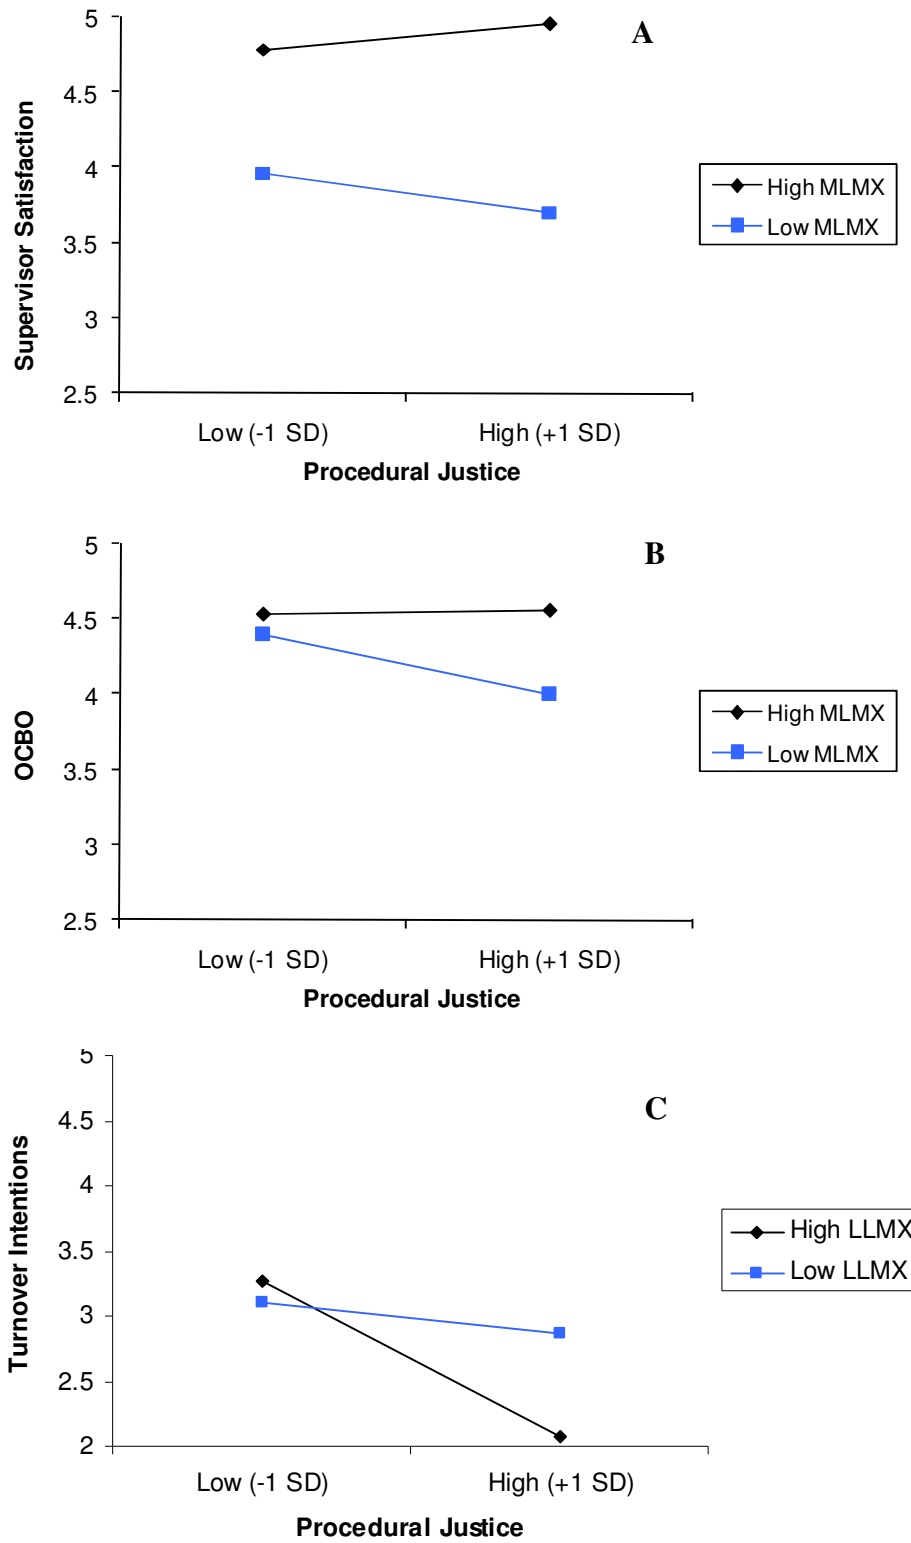 A
5
4.5
4
3.5
3
2.5
Supervisor Satisfaction
High MLMX
Low MLMX
Low (-1 SD)
High (+1 SD)
Procedural Justice
B
5
4.5
4
3.5
3
2.5
OCBO
High MLMX
Low MLMX
Low (-1 SD)
High (+1 SD)
Procedural Justice
C
5
4.5
4
3.5
3
2.5
2
Turnover Intentions
High LLMX
Low LLMX
Low (-1 SD)
High (+1 SD)
Procedural Justice